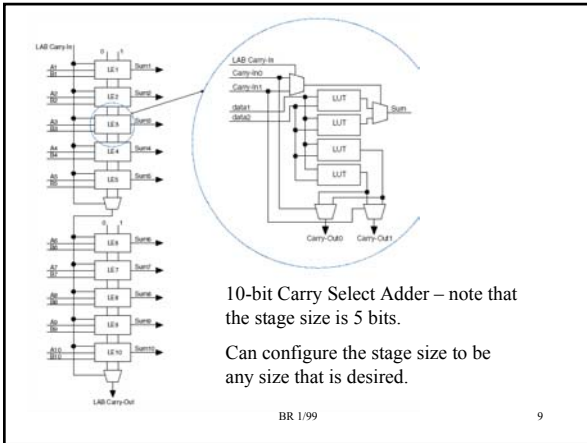 LAB Carry-In
0 1
A1
B1
LE1
Sum1
A2
B2
LE2
Sum2
A3
B3
LE3
Sum3
A4
B4
LE4
Sum4
A5
B5
LE5
Sum5
0 1
A6
B6
LE6
Sum6
A7
B7
LE7
Sum7
A8
B8
LE8
Sum8
A9
B9
LE9
Sum9
A10
B10
LE10
Sum10
LAB Carry-Out
LAB Carry-In
Carry-In0
Carry-In1
data1
data2
LUT
LUT
LUT
LUT
Sum
Carry-Out0 Carry-Out1
10-bit Carry Select Adder – note that
the stage size is 5 bits.
Can configure the stage size to be
any size that is desired.
BR 1/99 9